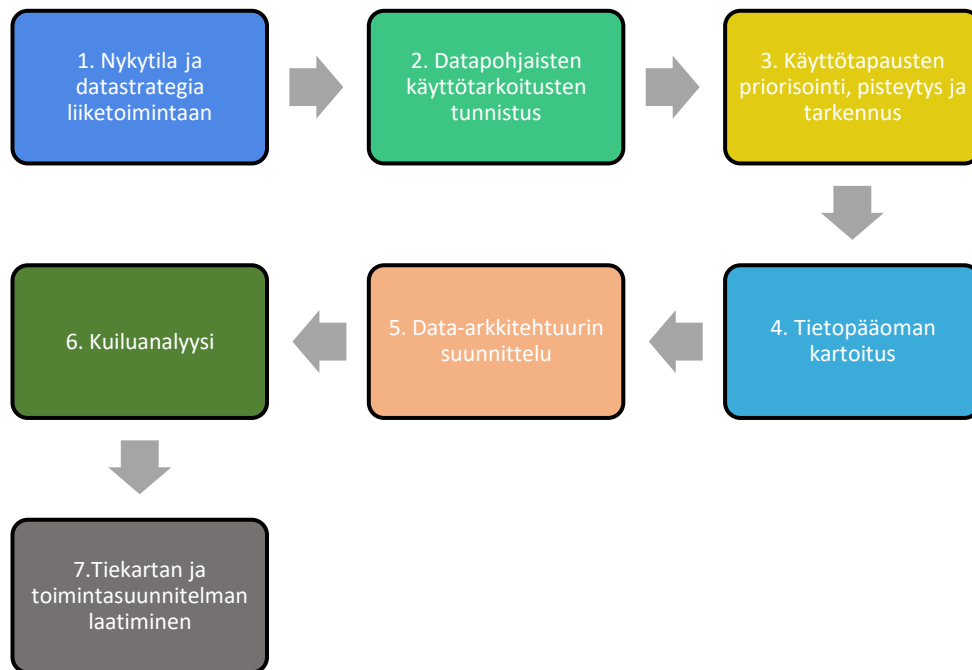 1. Nykytila ja
datastrategia
liiketoimintaan
2. Datapohjaisten
käyttötarkoitusten
tunnistus
3. Käyttötapausten
priorisointi, pisteytys ja
tarkennus
4. Tietopääoman
kartoitus
5. Data-arkkitehtuurin
suunnittelu
6. Kuiluanalyysi
7.Tiekartan ja
toimintasuunnitelman
laatiminen